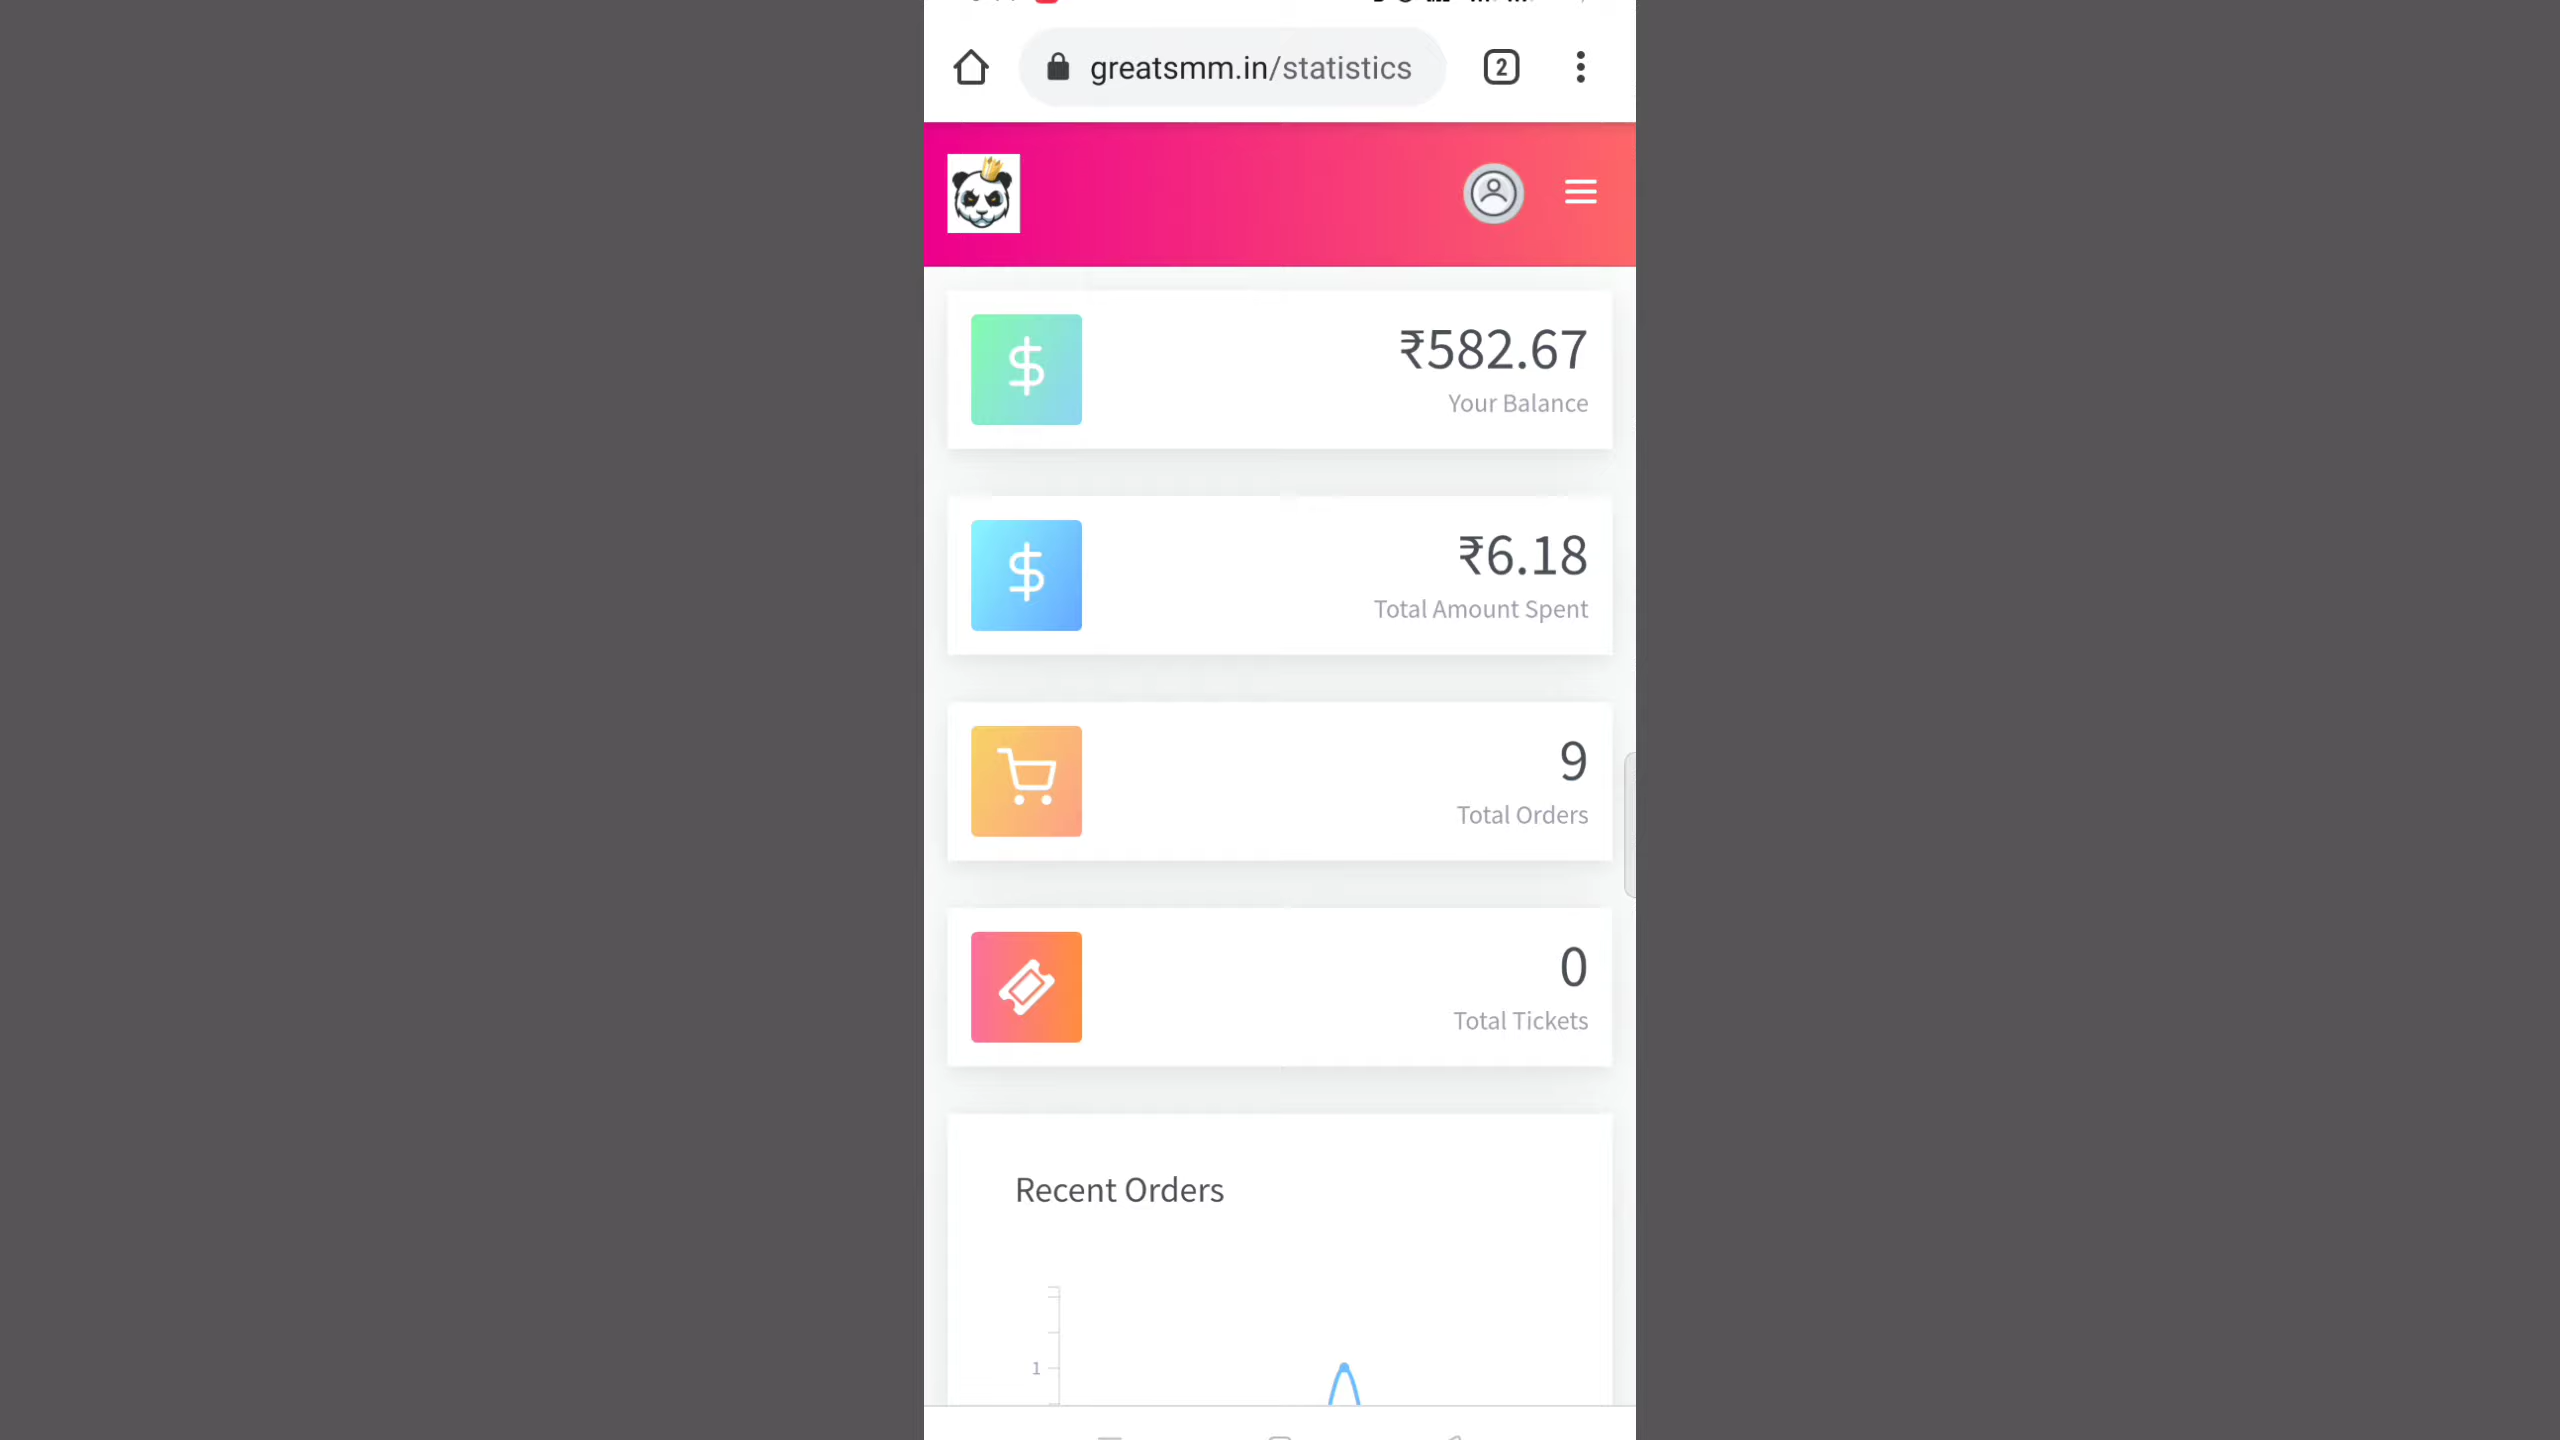 greatsmm.in/statistics
2
₹582.67
Your Balance
₹6.18
Total Amount Spent
9
Total Orders
0
Total Tickets
Recent Orders
1